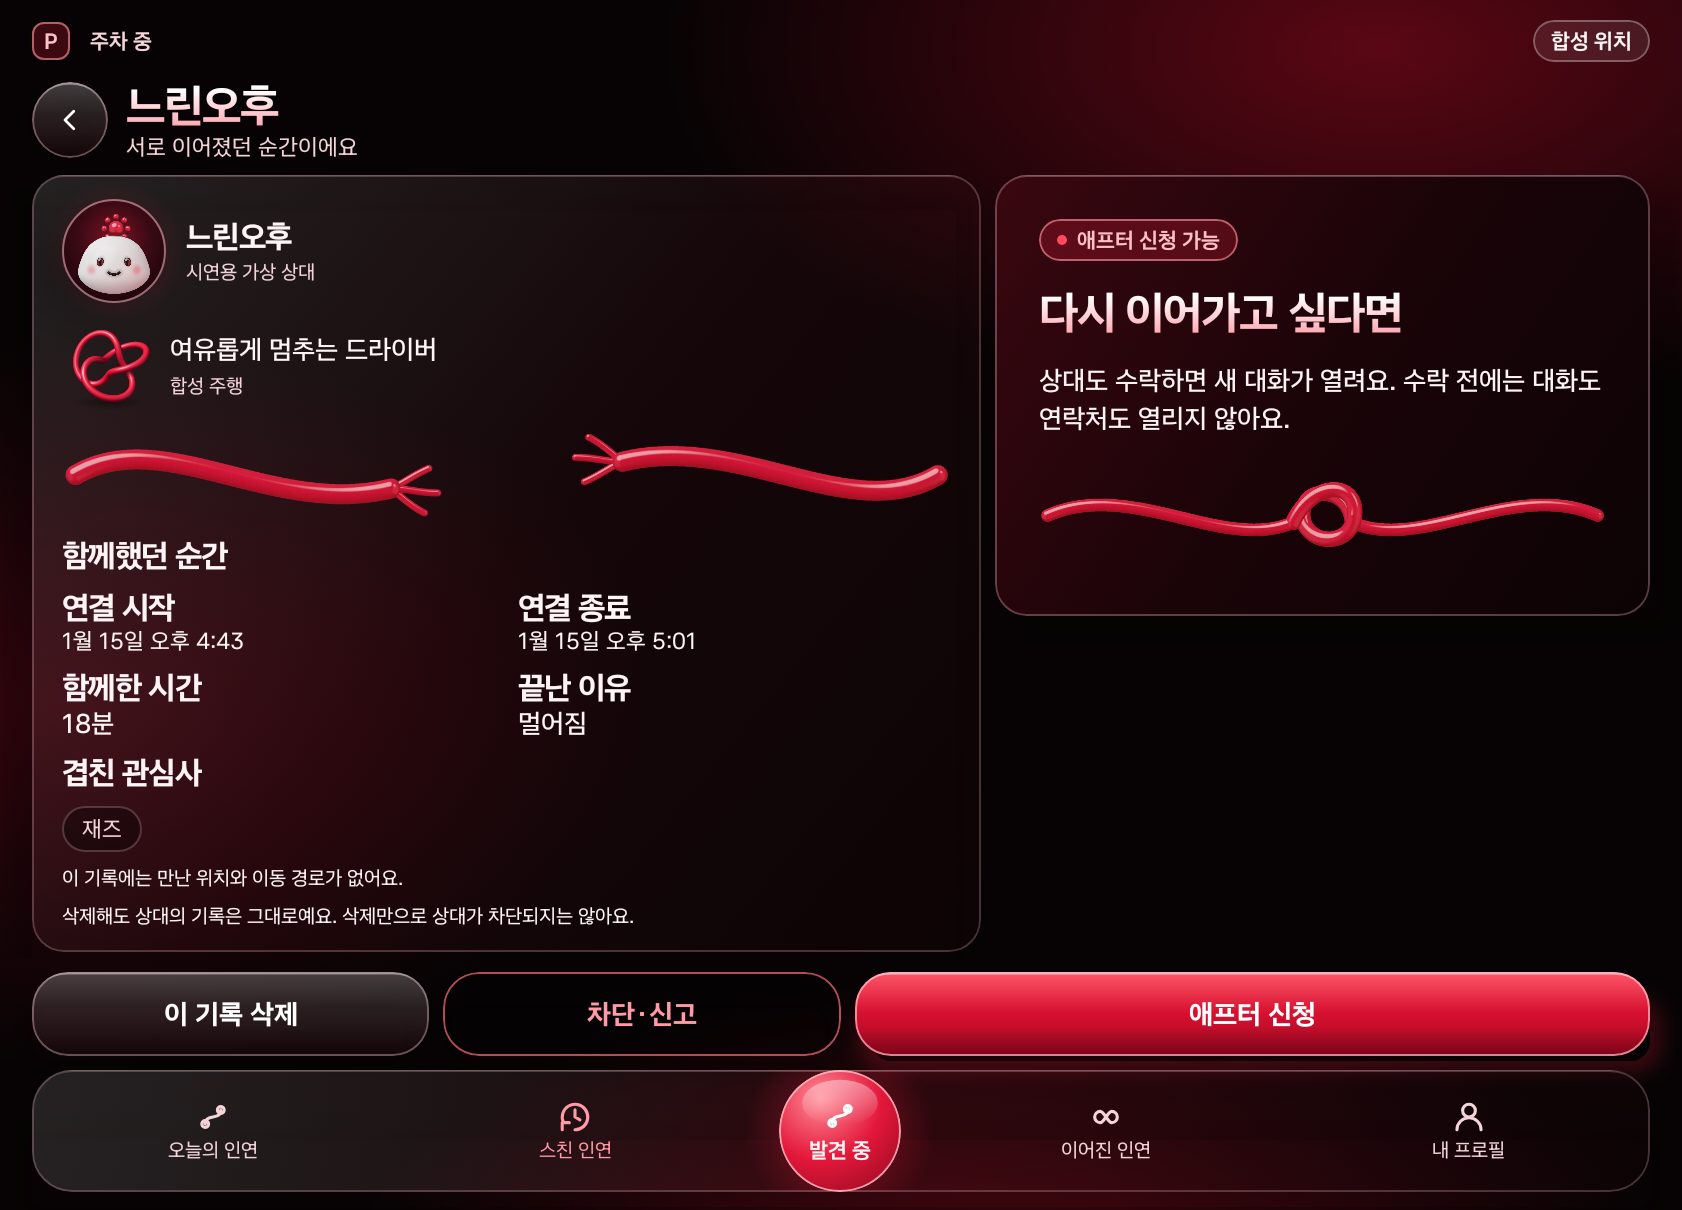 P 주차 중
합성 위치
느린오후
서로 이어졌던 순간이에요
느린오후
시연용 가상 상대
여유롭게 멈추는 드라이버
합성 주행
함께했던 순간
연결 시작
1월 15일 오후 4:43
연결 종료
1월 15일 오후 5:01
함께한 시간
18분
끝난 이유
멀어짐
겹친 관심사
재즈
이 기록에는 만난 위치와 이동 경로가 없어요.
삭제해도 상대의 기록은 그대로예요. 삭제만으로 상대가 차단되지는 않아요.
애프터 신청 가능
다시 이어가고 싶다면
상대도 수락하면 새 대화가 열려요. 수락 전에는 대화도
연락처도 열리지 않아요.
이 기록 삭제
차단·신고
애프터 신청
오늘의 인연
스친 인연
발견 중
이어진 인연
내 프로필